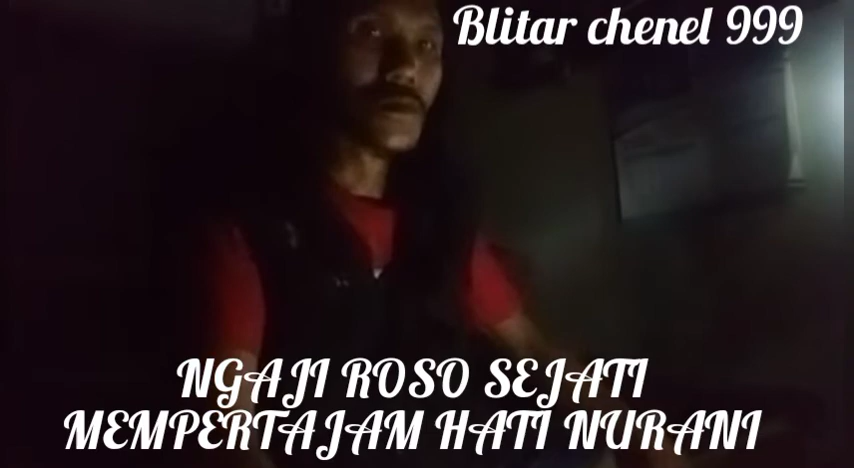 Blitar chenel 999
NGAJI ROSO SEJATI
MEMPERTAJAM HATI NURANI